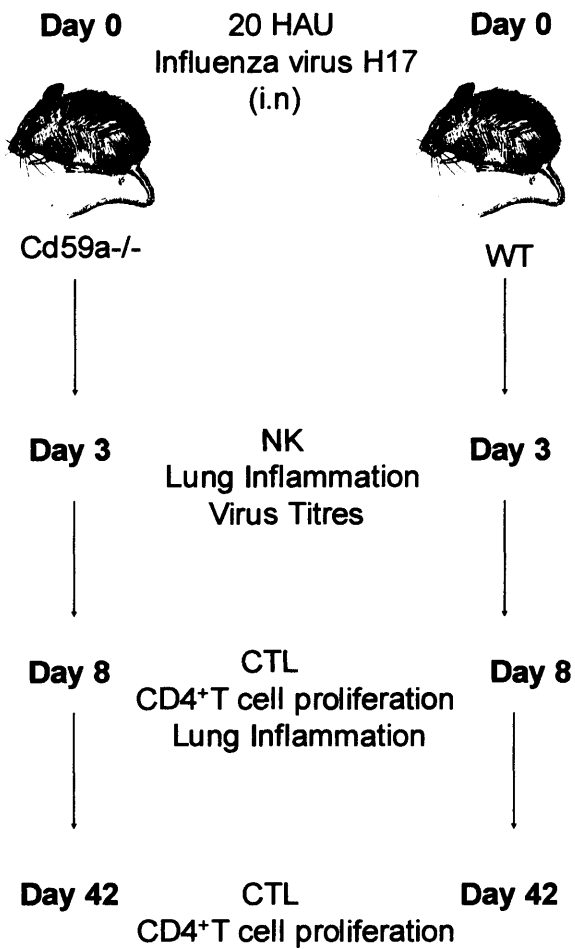 Day 0 20 HAU Day 0
Influenza virus H17
(i.n)
Cd59a-/- WT
Day 3 NK Day 3
Lung Inflammation
Virus Titres
Day 8 CTL Day 8
CD4⁺T cell proliferation
Lung Inflammation
Day 42 CTL Day 42
CD4⁺T cell proliferation